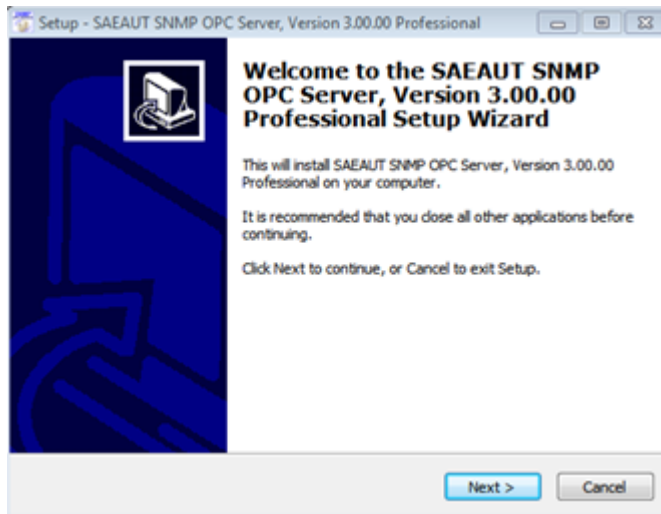 Setup - SAEAUT SNMP OPC Server, Version 3.00.00 Professional
Welcome to the SAEAUT SNMP
OPC Server, Version 3.00.00
Professional Setup Wizard
This will install SAEAUT SNMP OPC Server, Version 3.00.00
Professional on your computer.
It is recommended that you close all other applications before
continuing.
Click Next to continue, or Cancel to exit Setup.
Next >
Cancel